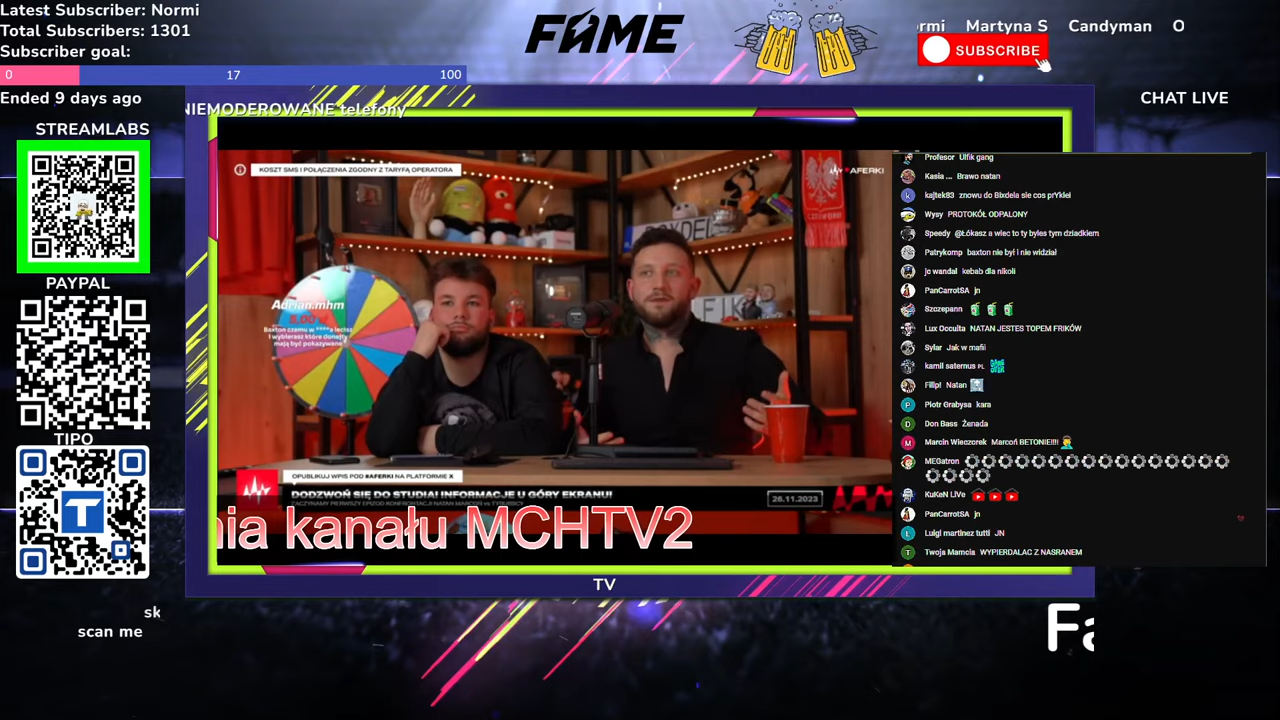 Latest Subscriber: Normi
Total Subscribers: 1301
Subscriber goal:
0 17 100
Ended 9 days ago
FAME
Martyna S Candyman O
SUBSCRIBE
CHAT LIVE
NIEMODEROWANE telefony
STREAMLABS
PAYPAL
TIPO
T
sk
scan me
KOSZT SMS I POŁĄCZENIA ZGODNY Z TARYFĄ OPERATORA
AFERKI
Adrian.mhm
OPUBLIKUJ WPIS POD #AFERKI NA PLATFORMIE X
DODZWOŃ SIĘ DO STUDIA! INFORMACJE U GÓRY EKRANU!
26.11.2023
nia kanału MCHTV2
TV
Fa
Profesor Ulfik gang
Kasia ... Brawo natan
kajtek83 znowu do Bixdela sie cos prYklei
Wysy PROTOKÓŁ ODPALONY
Speedy @Łókasz a wiec to ty byles tym dziadkiem
Patrykomp baxton nie był i nie widział
jo wandal kebab dla nikoli
PanCarrotSA jn
Szczepann
Lux Occulta NATAN JESTES TOPEM FRIKÓW
Sylar Jak w mafii
kamil saternus PL
Filip! Natan
Piotr Grabysa kara
Don Bass Żenada
Marcin Wieczorek Marcoń BETONIE!!!!
MEGatron
KuKeN LiVe
PanCarrotSA jn
Luigi martinez tutti JN
Twoja Mamcia WYPIERDALAC Z NASRANEM